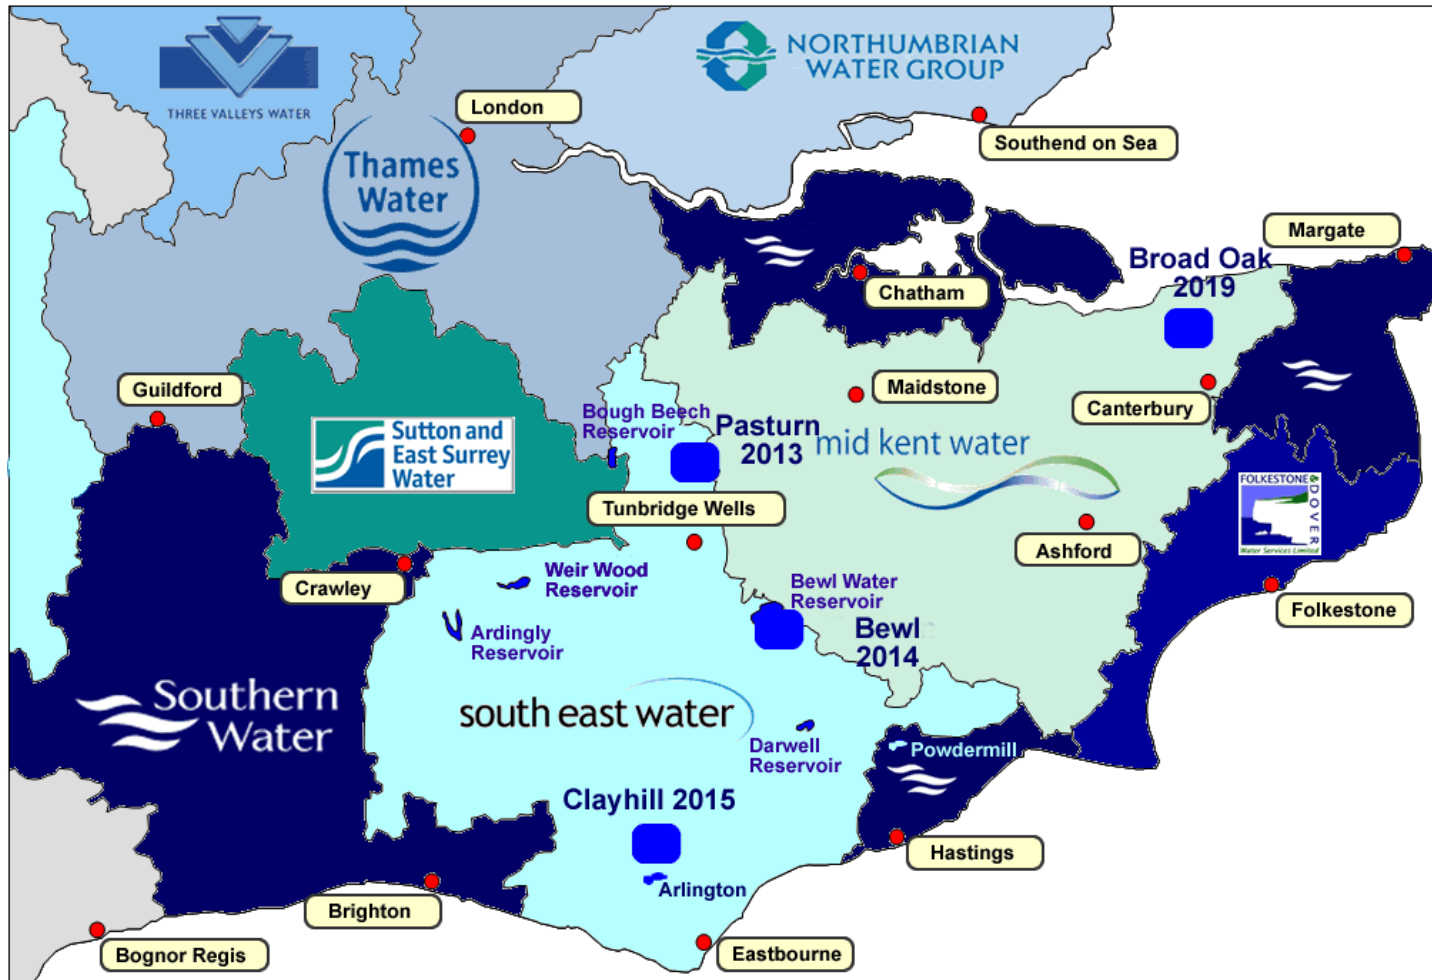 THREE VALLEYS WATER
NORTHUMBRIAN
WATER GROUP
London
Southend on Sea
Thames
Water
Margate
Broad Oak
2019
Chatham
Guildford
Maidstone
Canterbury
Bough Beech
Reservoir
Pasturn
2013
mid kent water
Sutton and
East Surrey
Water
FOLKESTONE
& DOVER
Water Services Limited
Tunbridge Wells
Ashford
Crawley
Weir Wood
Reservoir
Bewl Water
Reservoir
Folkestone
Ardingly
Reservoir
Bewl
2014
Southern
Water
south east water
Darwell
Reservoir
Powdermill
Clayhill 2015
Hastings
Arlington
Brighton
Eastbourne
Bognor Regis